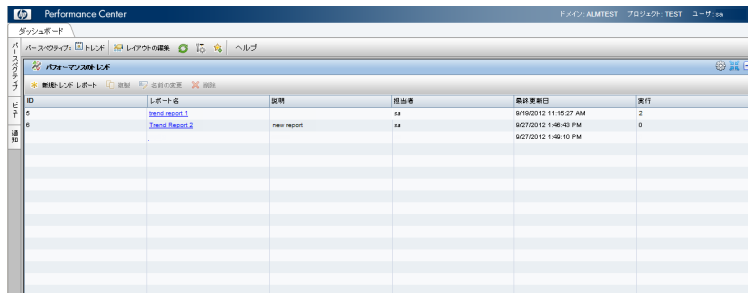 hp Performance Center ドメイン: ALMTEST プロジェクト: TEST ユーザ: sa
ダッシュボード
パースペクティブ: トレンド レイアウトの編集 ヘルプ
パースペクティブ
ビュー
通知
パフォーマンスのトレンド
新規トレンド レポート 複製 名前の変更 削除
ID レポート名 説明 担当者 最終更新日 実行
5 trend report 1 sa 9/19/2012 11:15:27 AM 2
6 Trend Report 2 new report sa 9/27/2012 1:46:43 PM 0
9/27/2012 1:49:10 PM